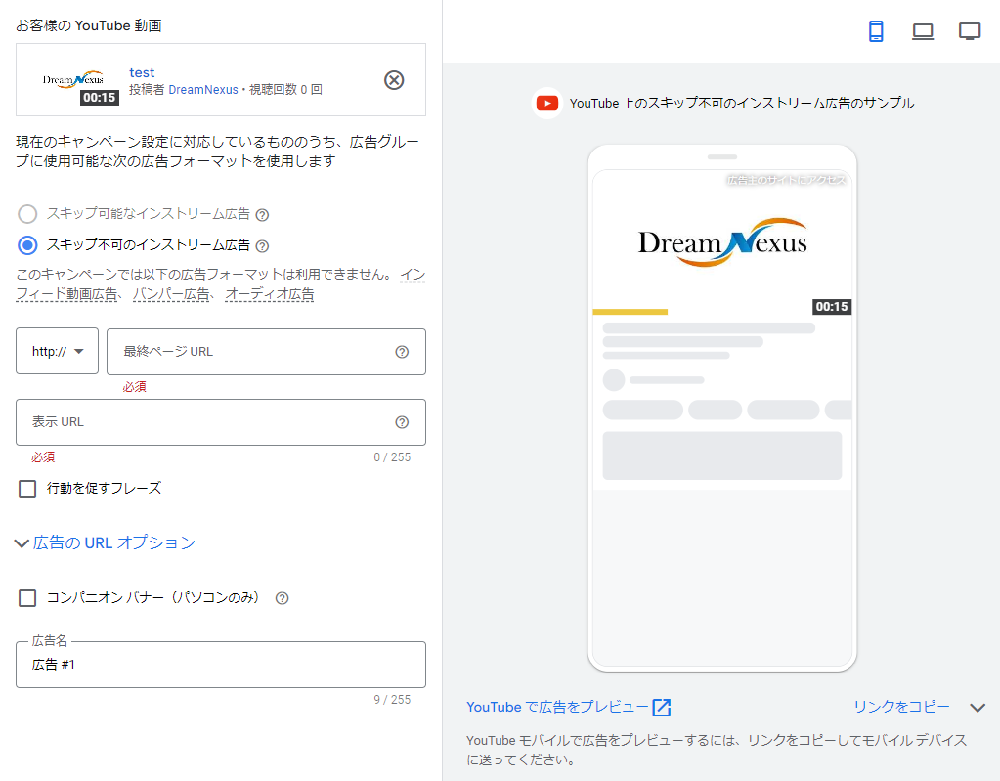 お客様の YouTube 動画
Dream Nexus
00:15
test
投稿者 DreamNexus・視聴回数 0 回
現在のキャンペーン設定に対応しているもののうち、広告グルー
プに使用可能な次の広告フォーマットを使用します
スキップ可能なインストリーム広告
スキップ不可のインストリーム広告
このキャンペーンでは以下の広告フォーマットは利用できません。 イン
フィード動画広告、 バンパー広告、 オーディオ広告
http://
最終ページ URL
必須
表示 URL
必須
0 / 255
行動を促すフレーズ
広告の URL オプション
コンパニオン バナー（パソコンのみ）
広告名
広告 #1
9 / 255
YouTube 上のスキップ不可のインストリーム広告のサンプル
広告主のサイトにアクセス
Dream Nexus
00:15
YouTube で広告をプレビュー
リンクをコピー
YouTube モバイルで広告をプレビューするには、リンクをコピーしてモバイル デバイス
に送ってください。